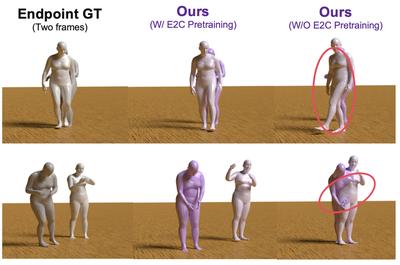 Endpoint GT
(Two frames)
Ours
(W/ E2C Pretraining)
Ours
(W/O E2C Pretraining)